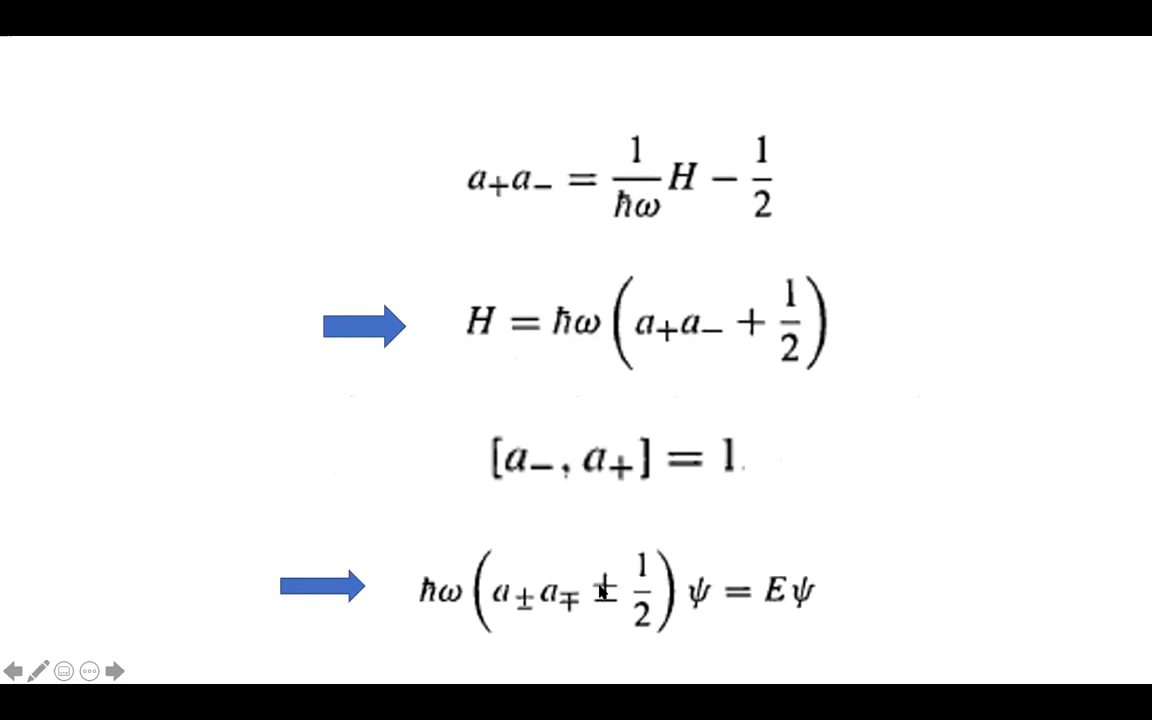 a₊a₋ = 1/ħω H − 1/2
H = ħω (a₊a₋ + 1/2)
[a₋, a₊] = 1.
ħω (a±a∓ ± 1/2) ψ = Eψ